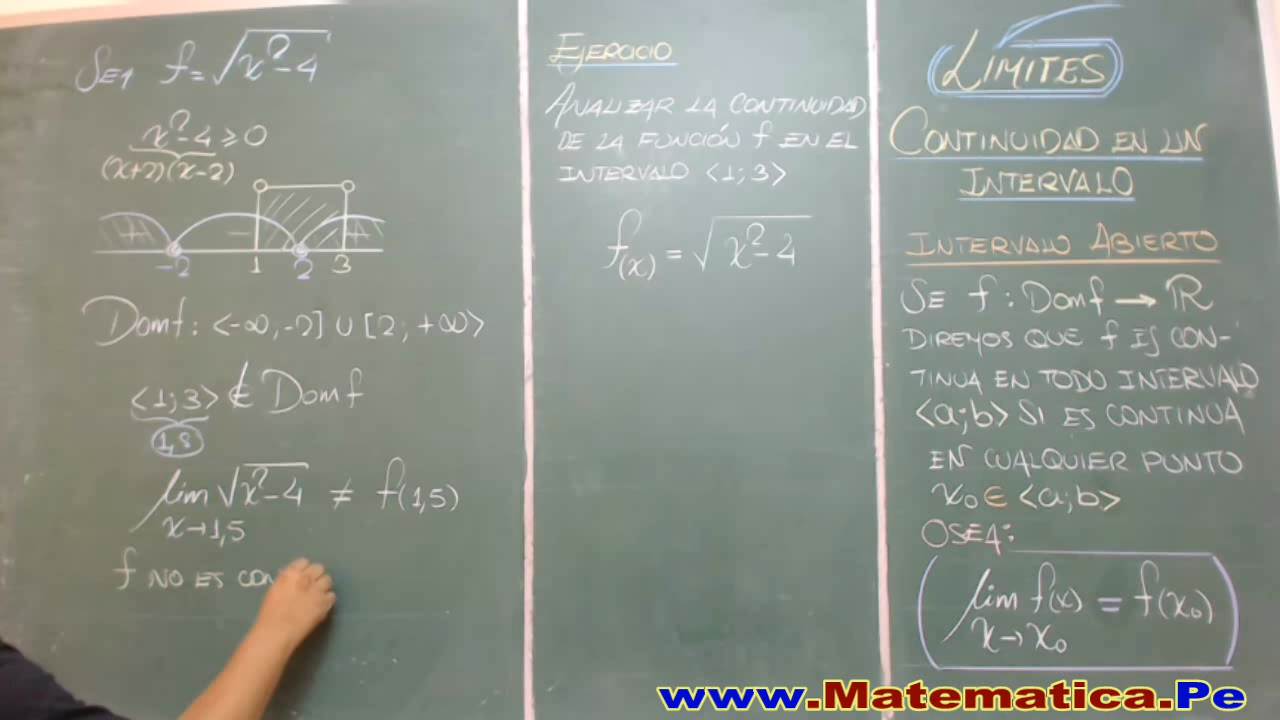 SEA f = √x²-4
x²-4 ≥ 0
(x+2)(x-2)
+ - +
-2 1 2 3
Domf: <-∞,-2] ∪ [2; +∞>
<1;3> ∉ Domf
1,5
lim √x²-4 ≠ f(1,5)
x→1,5
f NO ES CON
EJERCICIO
ANALIZAR LA CONTINUIDAD
DE LA FUNCIÓN f EN EL
INTERVALO <1;3>
f(x) = √x²-4
LIMITES
CONTINUIDAD EN UN
INTERVALO
INTERVALO ABIERTO
SE f : Domf → ℝ
DIREMOS QUE f ES CON-
TINUA EN TODO INTERVALO
<a;b> SI ES CONTINUA
EN CUALQUIER PUNTO
x₀ ∈ <a;b>
OSEA:
lim f(x) = f(x₀)
x→x₀
www.Matematica.Pe